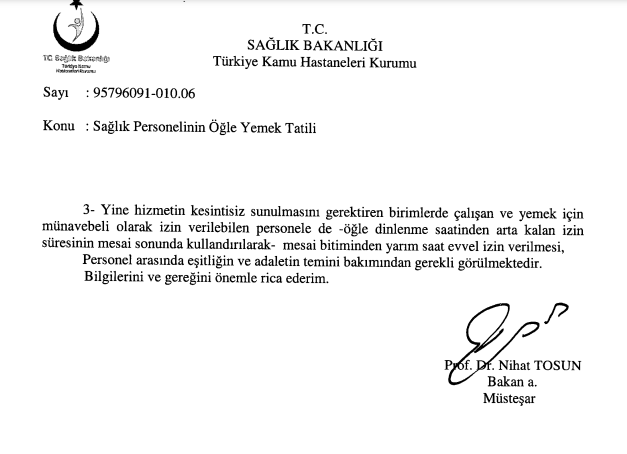 T.C.
SAĞLIK BAKANLIĞI
Türkiye Kamu Hastaneleri Kurumu
T.C. Sağlık Bakanlığı
Türkiye Kamu
Hastaneleri Kurumu
Sayı : 95796091-010.06
Konu : Sağlık Personelinin Öğle Yemek Tatili
3- Yine hizmetin kesintisiz sunulmasını gerektiren birimlerde çalışan ve yemek için
münavebeli olarak izin verilebilen personele de -öğle dinlenme saatinden arta kalan izin
süresinin mesai sonunda kullandırılarak- mesai bitiminden yarım saat evvel izin verilmesi,
Personel arasında eşitliğin ve adaletin temini bakımından gerekli görülmektedir.
Bilgilerini ve gereğini önemle rica ederim.
Prof. Dr. Nihat TOSUN
Bakan a.
Müsteşar